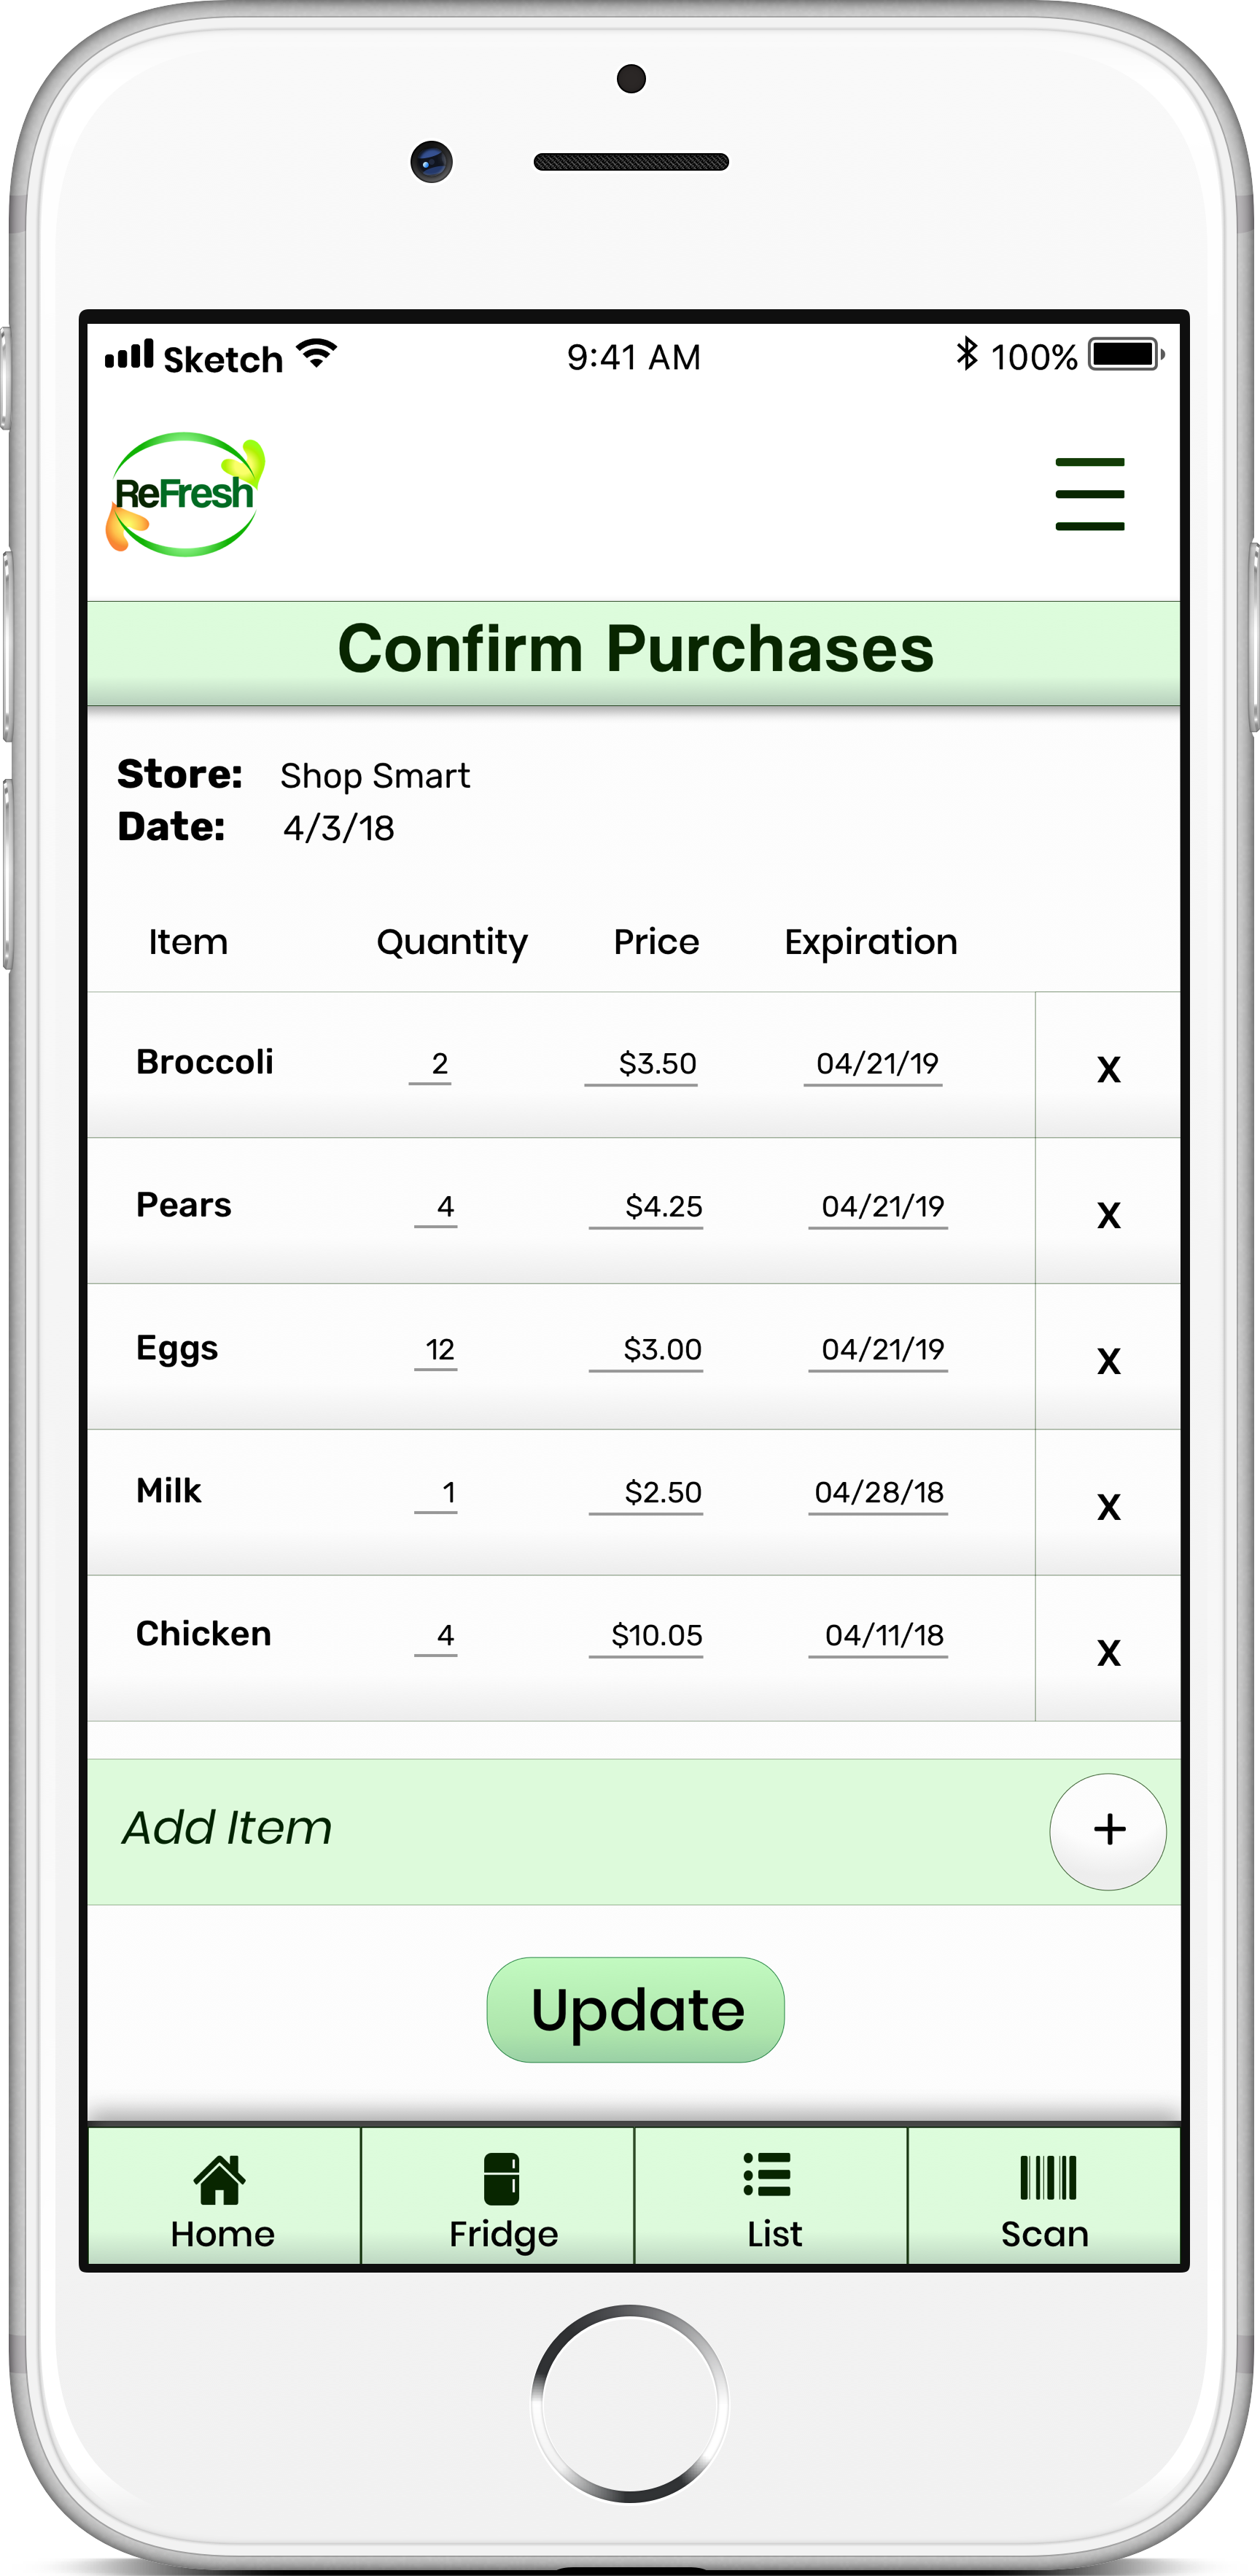 Sketch 9:41 AM 100%
ReFresh
Confirm Purchases
Store: Shop Smart
Date: 4/3/18
Item Quantity Price Expiration
Broccoli 2 $3.50 04/21/19 X
Pears 4 $4.25 04/21/19 X
Eggs 12 $3.00 04/21/19 X
Milk 1 $2.50 04/28/18 X
Chicken 4 $10.05 04/11/18 X
Add Item +
Update
Home Fridge List Scan